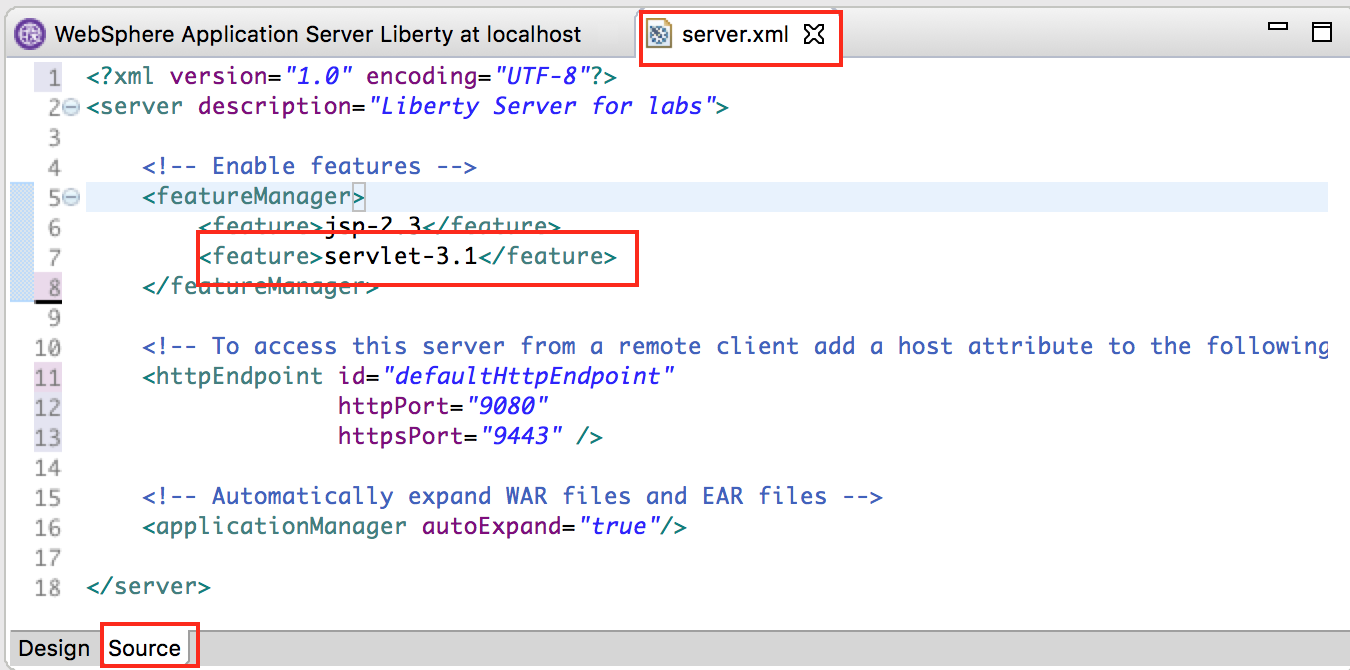 WebSphere Application Server Liberty at localhost
server.xml
1 <?xml version="1.0" encoding="UTF-8"?>
2 <server description="Liberty Server for labs">
3
4 <!-- Enable features -->
5 <featureManager>
6 <feature>jsp-2.3</feature>
7 <feature>servlet-3.1</feature>
8 </featureManager>
9
10 <!-- To access this server from a remote client add a host attribute to the following
11 <httpEndpoint id="defaultHttpEndpoint"
12 httpPort="9080"
13 httpsPort="9443" />
14
15 <!-- Automatically expand WAR files and EAR files -->
16 <applicationManager autoExpand="true"/>
17
18 </server>
Design Source